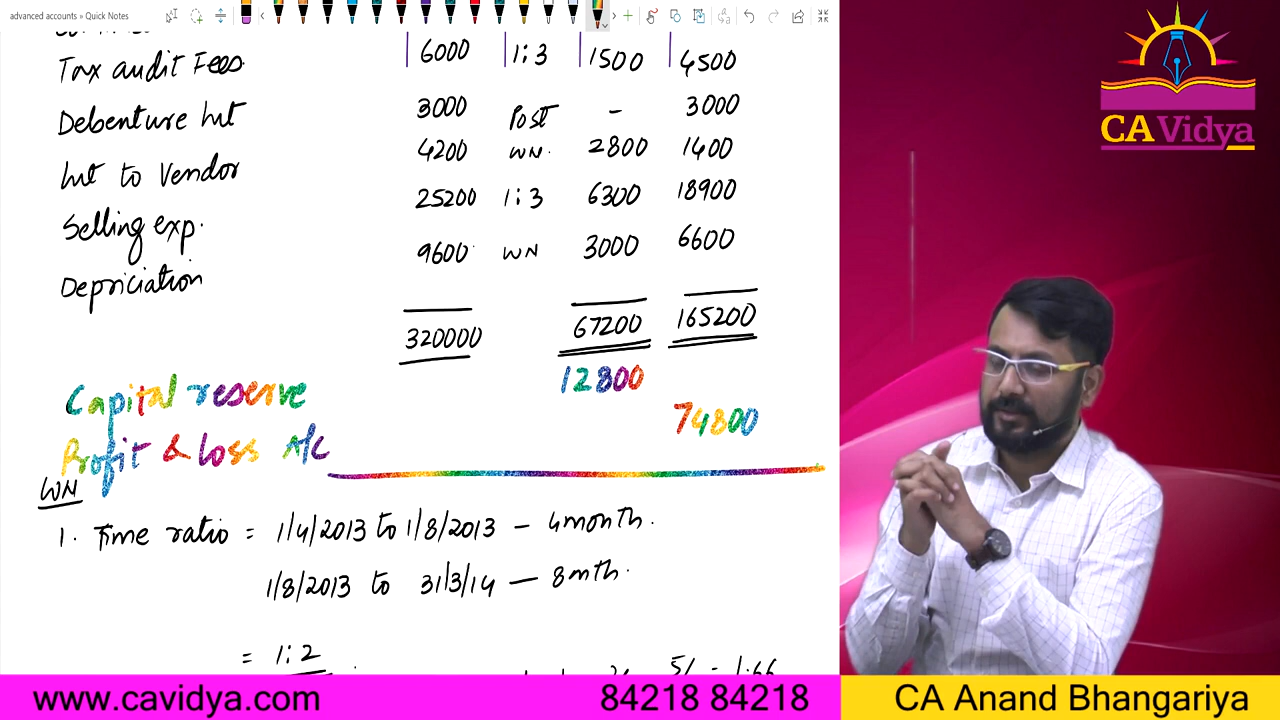 advanced accounts » Quick Notes
Tax audit Fees 6000 1:3 1500 4500
Debenture Int 3000 Post - 3000
Int to Vendor 4200 WN. 2800 1400
Selling exp. 25200 1:3 6300 18900
Depriciation 9600 WN 3000 6600
320000 67200 165200
Capital reserve 12800
Profit & loss A/c 74800
WN
1. Time ratio = 1/4/2013 to 1/8/2013 – 4month.
1/8/2013 to 31/3/14 — 8mth.
= 1:2
CA Vidya
www.cavidya.com
84218 84218
CA Anand Bhangariya